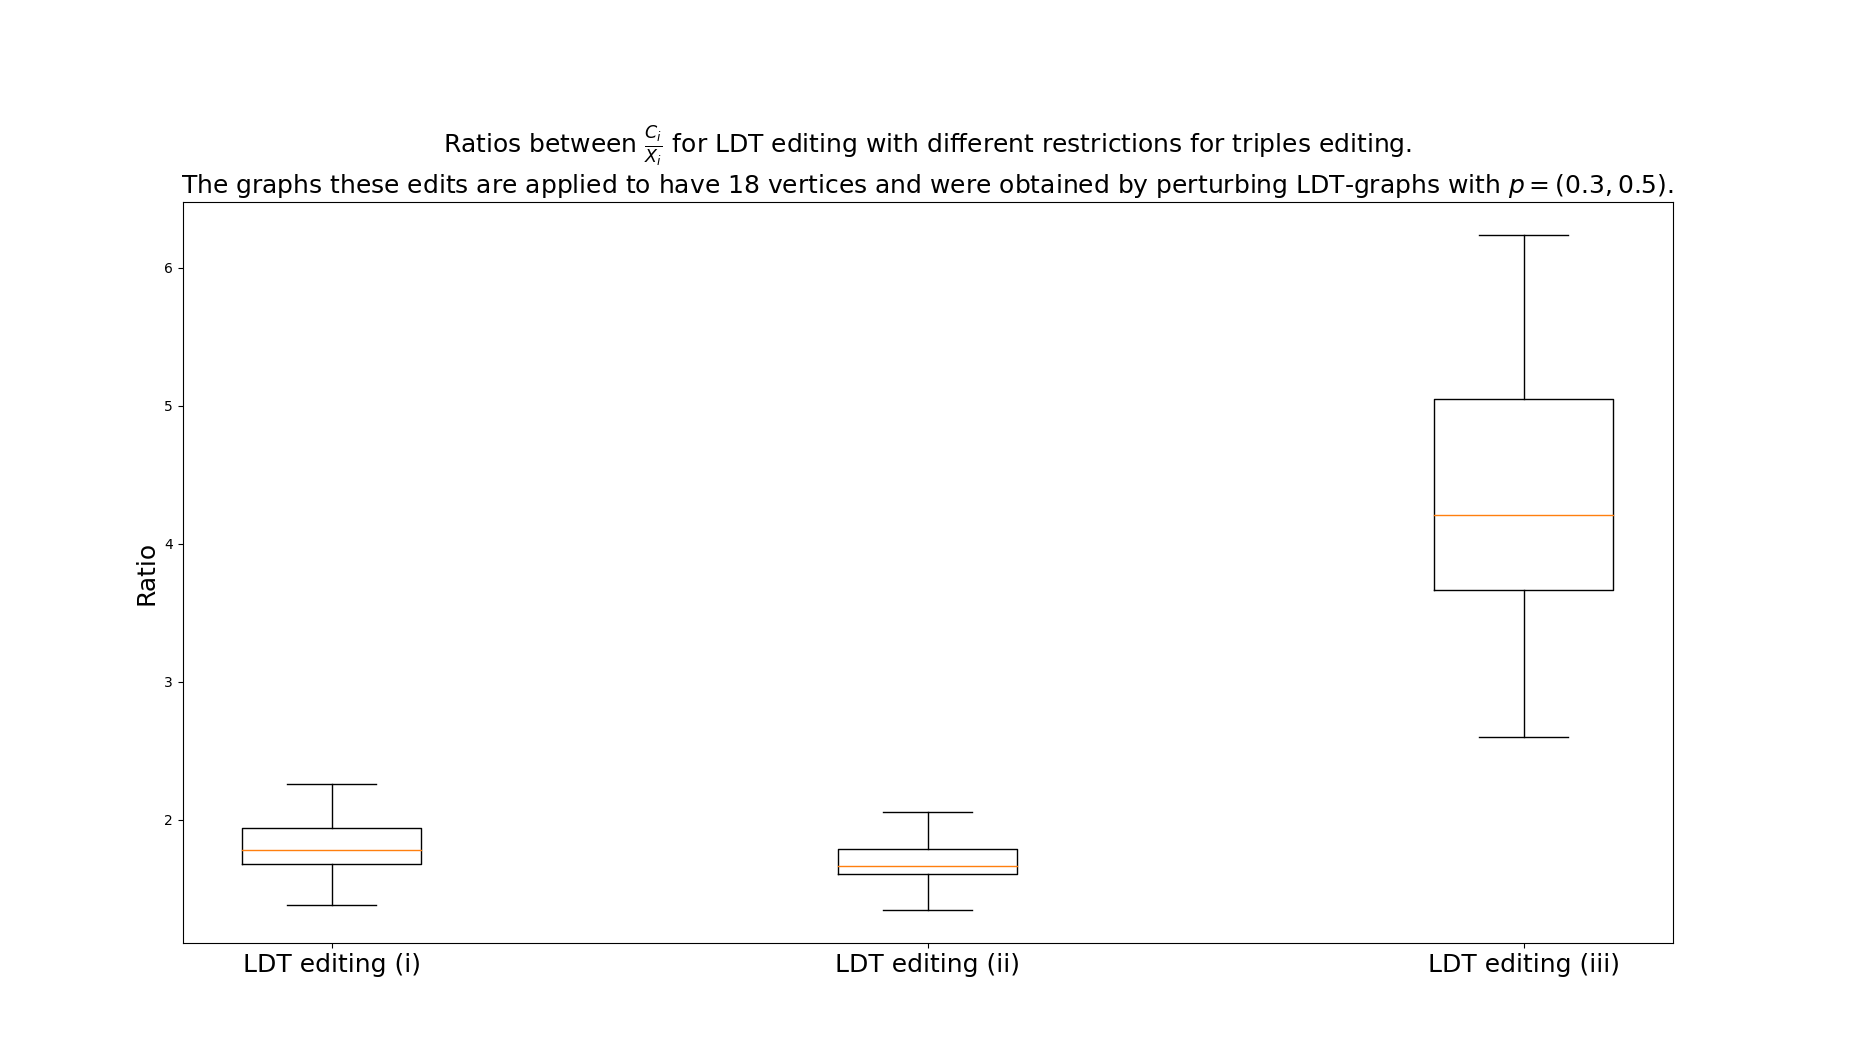 Ratios between C_i/X_i for LDT editing with different restrictions for triples editing.
The graphs these edits are applied to have 18 vertices and were obtained by perturbing LDT-graphs with p = (0.3, 0.5).
6
5
4
3
2
Ratio
LDT editing (i)
LDT editing (ii)
LDT editing (iii)